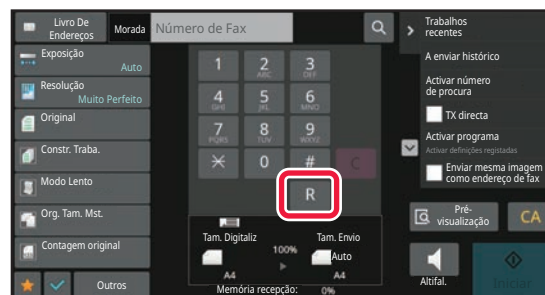 Livro De
Endereços
Morada
Número de Fax
Exposição
Auto
Resolução
Muito Perfeito
Original
Constr. Traba.
Modo Lento
Org. Tam. Mst.
Contagem original
Outros
1
2
ABC
3
DEF
4
GHI
5
JKL
6
MNO
7
PQRS
8
TUV
9
WXYZ
0
#
C
R
Tam. Digitaliz
100%
Tam. Envio
Auto
A4
A4
Memória recepção:
0%
Trabalhos
recentes
A enviar histórico
Activar número
de procura
TX directa
Activar programa
Activar definições registadas
Enviar mesma imagem
como endereço de fax
Pré-
visualização
CA
Altifal.
Iniciar